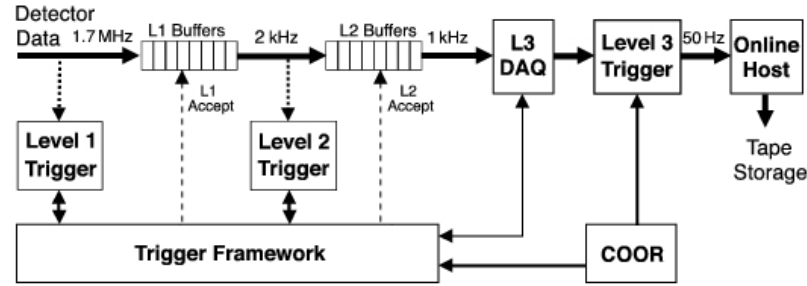 Detector
Data
1.7 MHz
L1 Buffers
2 kHz
L2 Buffers
1 kHz
L3
DAQ
Level 3
Trigger
50 Hz
Online
Host
L1
Accept
L2
Accept
Level 1
Trigger
Level 2
Trigger
Tape
Storage
Trigger Framework
COOR